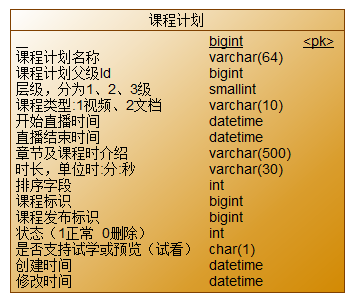 课程计划
__ bigint <pk>
课程计划名称 varchar(64)
课程计划父级Id bigint
层级，分为1、2、3级 smallint
课程类型:1视频、2文档 varchar(10)
开始直播时间 datetime
直播结束时间 datetime
章节及课程时介绍 varchar(500)
时长，单位时:分:秒 varchar(30)
排序字段 int
课程标识 bigint
课程发布标识 bigint
状态（1正常 0删除） int
是否支持试学或预览（试看） char(1)
创建时间 datetime
修改时间 datetime